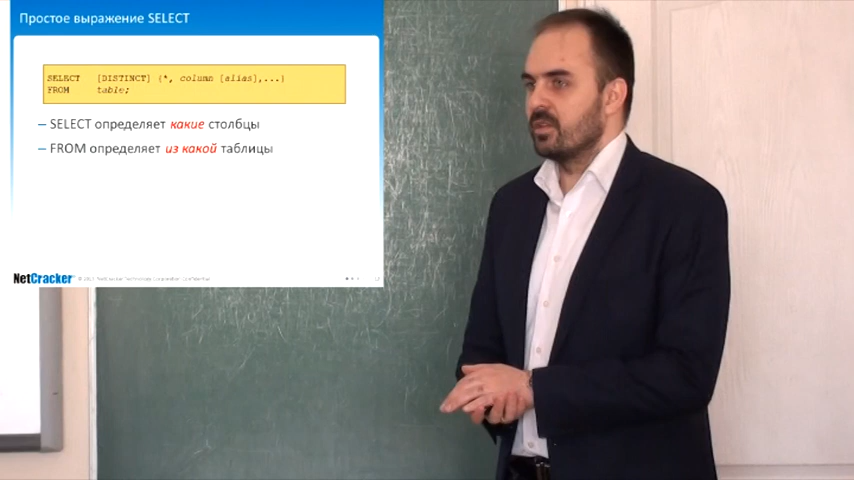 Простое выражение SELECT
SELECT [DISTINCT] {*, column [alias],...}
FROM table;
– SELECT определяет какие столбцы
– FROM определяет из какой таблицы
NetCracker